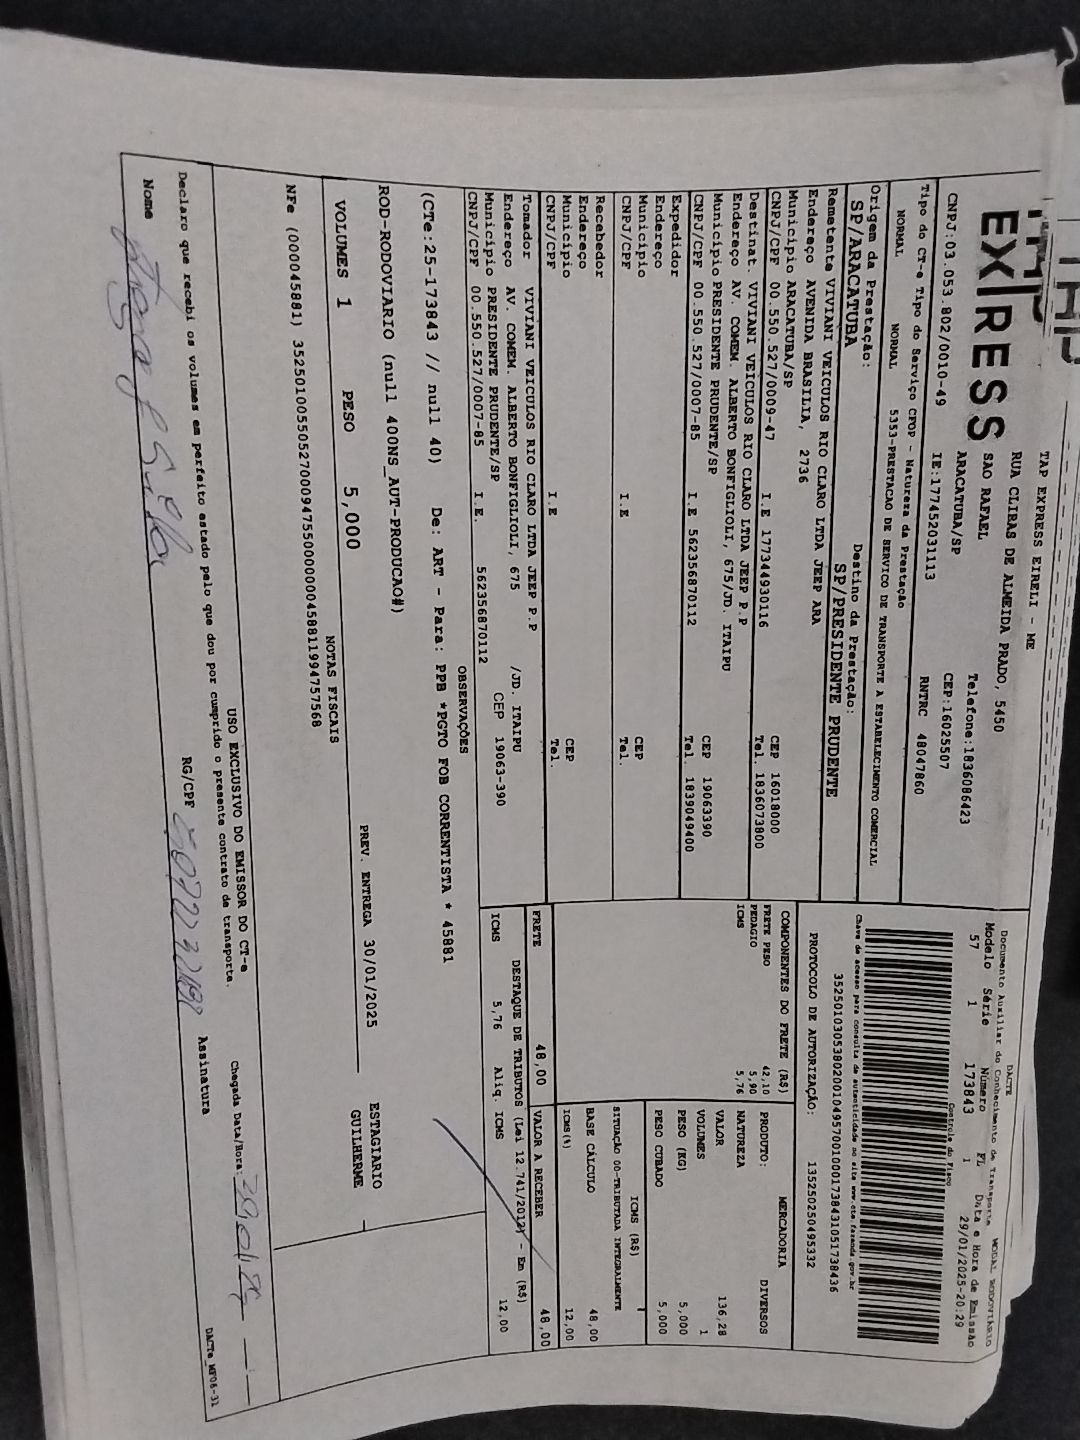 EXPRESS
TAP EXPRESS EIRELI - ME
RUA CLIBAS DE ALMEIDA PRADO, 5450
SAO RAFAEL Telefone:1836086423
ARACATUBA/SP CEP:16025507
CNPJ:03.053.802/0010-49 IE:177452031113 RNTRC 48047860
DACTE MODAL RODOVIÁRIO
Documento Auxiliar do Conhecimento de Transporte
Modelo Série Número FL Data e Hora de Emissão
57 1 173843 1 29/01/2025-20:29
Controle do Fisco
Chave de acesso para consulta de autenticidade no site www.cte.fazenda.gov.br
35250103053802001049570010001738431051738436
PROTOCOLO DE AUTORIZAÇÃO: 135250250495332
Tipo do CT-e Tipo do Serviço CFOP - Natureza da Prestação
NORMAL NORMAL 5353-PRESTACAO DE SERVICO DE TRANSPORTE A ESTABELECIMENTO COMERCIAL
Origem da Prestação: Destino da Prestação:
SP/ARACATUBA SP/PRESIDENTE PRUDENTE
Remetente VIVIANI VEICULOS RIO CLARO LTDA JEEP ARA
Endereço AVENIDA BRASILIA, 2736
Município ARACATUBA/SP CEP 16018000
CNPJ/CPF 00.550.527/0009-47 I.E 177344930116 Tel. 1836073800
Destinat. VIVIANI VEICULOS RIO CLARO LTDA JEEP P.P
Endereço AV. COMEM. ALBERTO BONFIGLIOLI, 675/JD. ITAIPU
Município PRESIDENTE PRUDENTE/SP CEP 19063390
CNPJ/CPF 00.550.527/0007-85 I.E 562356870112 Tel. 1839049400
Expedidor
Endereço
Município CEP
CNPJ/CPF I.E Tel.
Recebedor
Endereço
Município CEP
CNPJ/CPF I.E Tel.
Tomador VIVIANI VEICULOS RIO CLARO LTDA JEEP P.P
Endereço AV. COMEM. ALBERTO BONFIGLIOLI, 675 /JD. ITAIPU
Município PRESIDENTE PRUDENTE/SP CEP 19063-390
CNPJ/CPF 00.550.527/0007-85 I.E. 562356870112
COMPONENTES DO FRETE (R$)
FRETE PESO 42,10
PEDAGIO 5,90
ICMS 5,76
PRODUTO: MERCADORIA
NATUREZA DIVERSOS
VALOR 136,28
VOLUMES 1
PESO (KG) 5,000
PESO CUBADO 5,000
ICMS (R$)
SITUAÇÃO 00-TRIBUTADA INTEGRALMENTE
BASE CÁLCULO 48,00
ICMS(%) 12,00
FRETE 48,00 VALOR A RECEBER 48,00
DESTAQUE DE TRIBUTOS (Lei 12.741/2012) - Em (R$)
ICMS 5,76 Aliq. ICMS 12,00
OBSERVAÇÕES
(CTe:25-173843 // null 40) De: ART - Para: PPB *PGTO FOB CORRENTISTA * 45881
ROD-RODOVIARIO (null 400NS_AUT-PRODUCAO#)
ESTAGIARIO
GUILHERME
VOLUMES 1 PESO 5,000 PREV. ENTREGA 30/01/2025
NOTAS FISCAIS
NFe (000045881) 35250100550527000947550000000458811994757568
USO EXCLUSIVO DO EMISSOR DO CT-e
Declaro que recebi os volumes em perfeito estado pelo que dou por cumprido o presente contrato de transporte. Chegada Data/Hora:
Nome RG/CPF Assinatura
DACTe_MF06-31